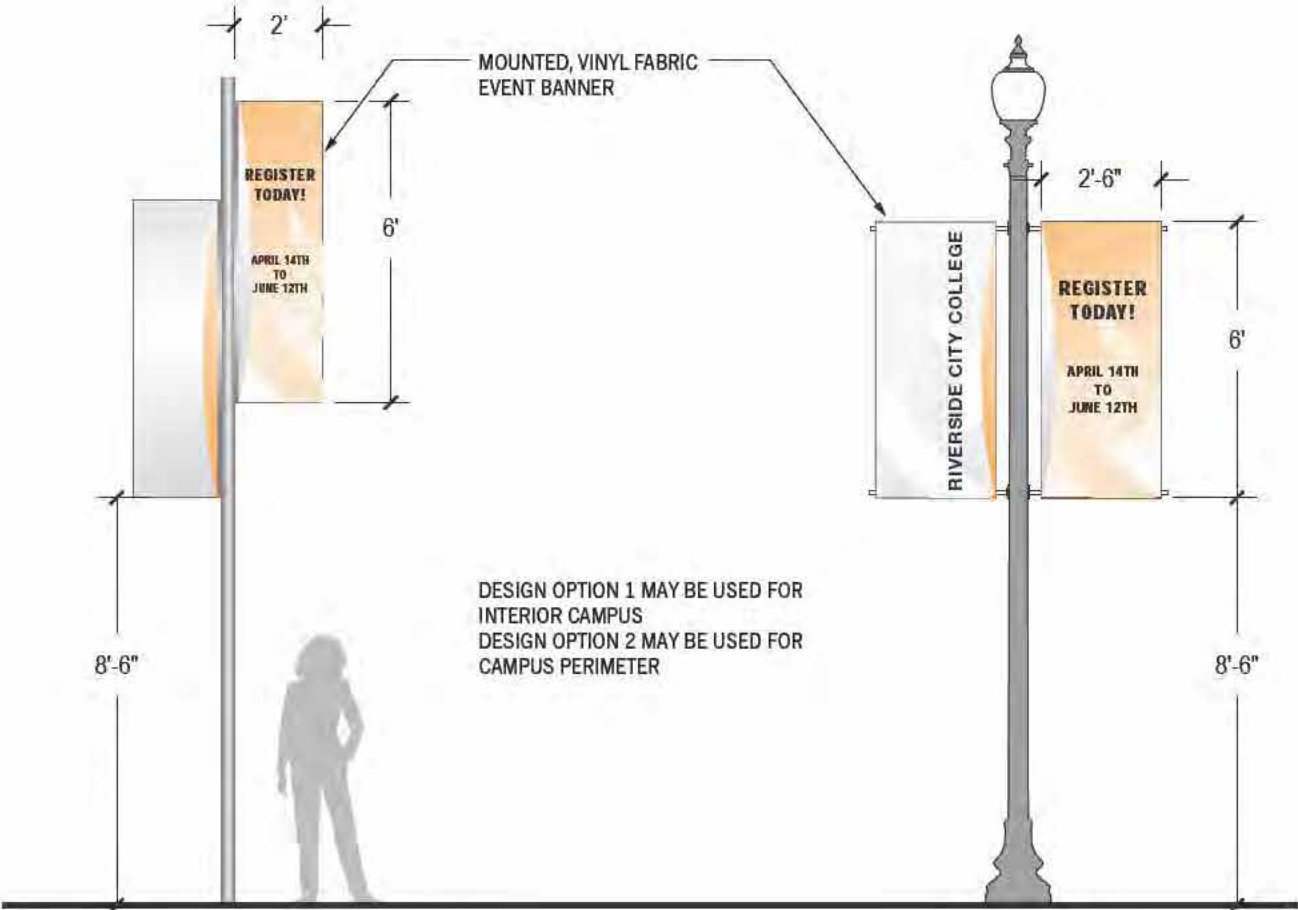 2'
MOUNTED, VINYL FABRIC
EVENT BANNER
REGISTER
TODAY!
APRIL 14TH
TO
JUNE 12TH
6'
8'-6"
2'-6"
RIVERSIDE CITY COLLEGE
REGISTER
TODAY!
APRIL 14TH
TO
JUNE 12TH
6'
8'-6"
DESIGN OPTION 1 MAY BE USED FOR
INTERIOR CAMPUS
DESIGN OPTION 2 MAY BE USED FOR
CAMPUS PERIMETER